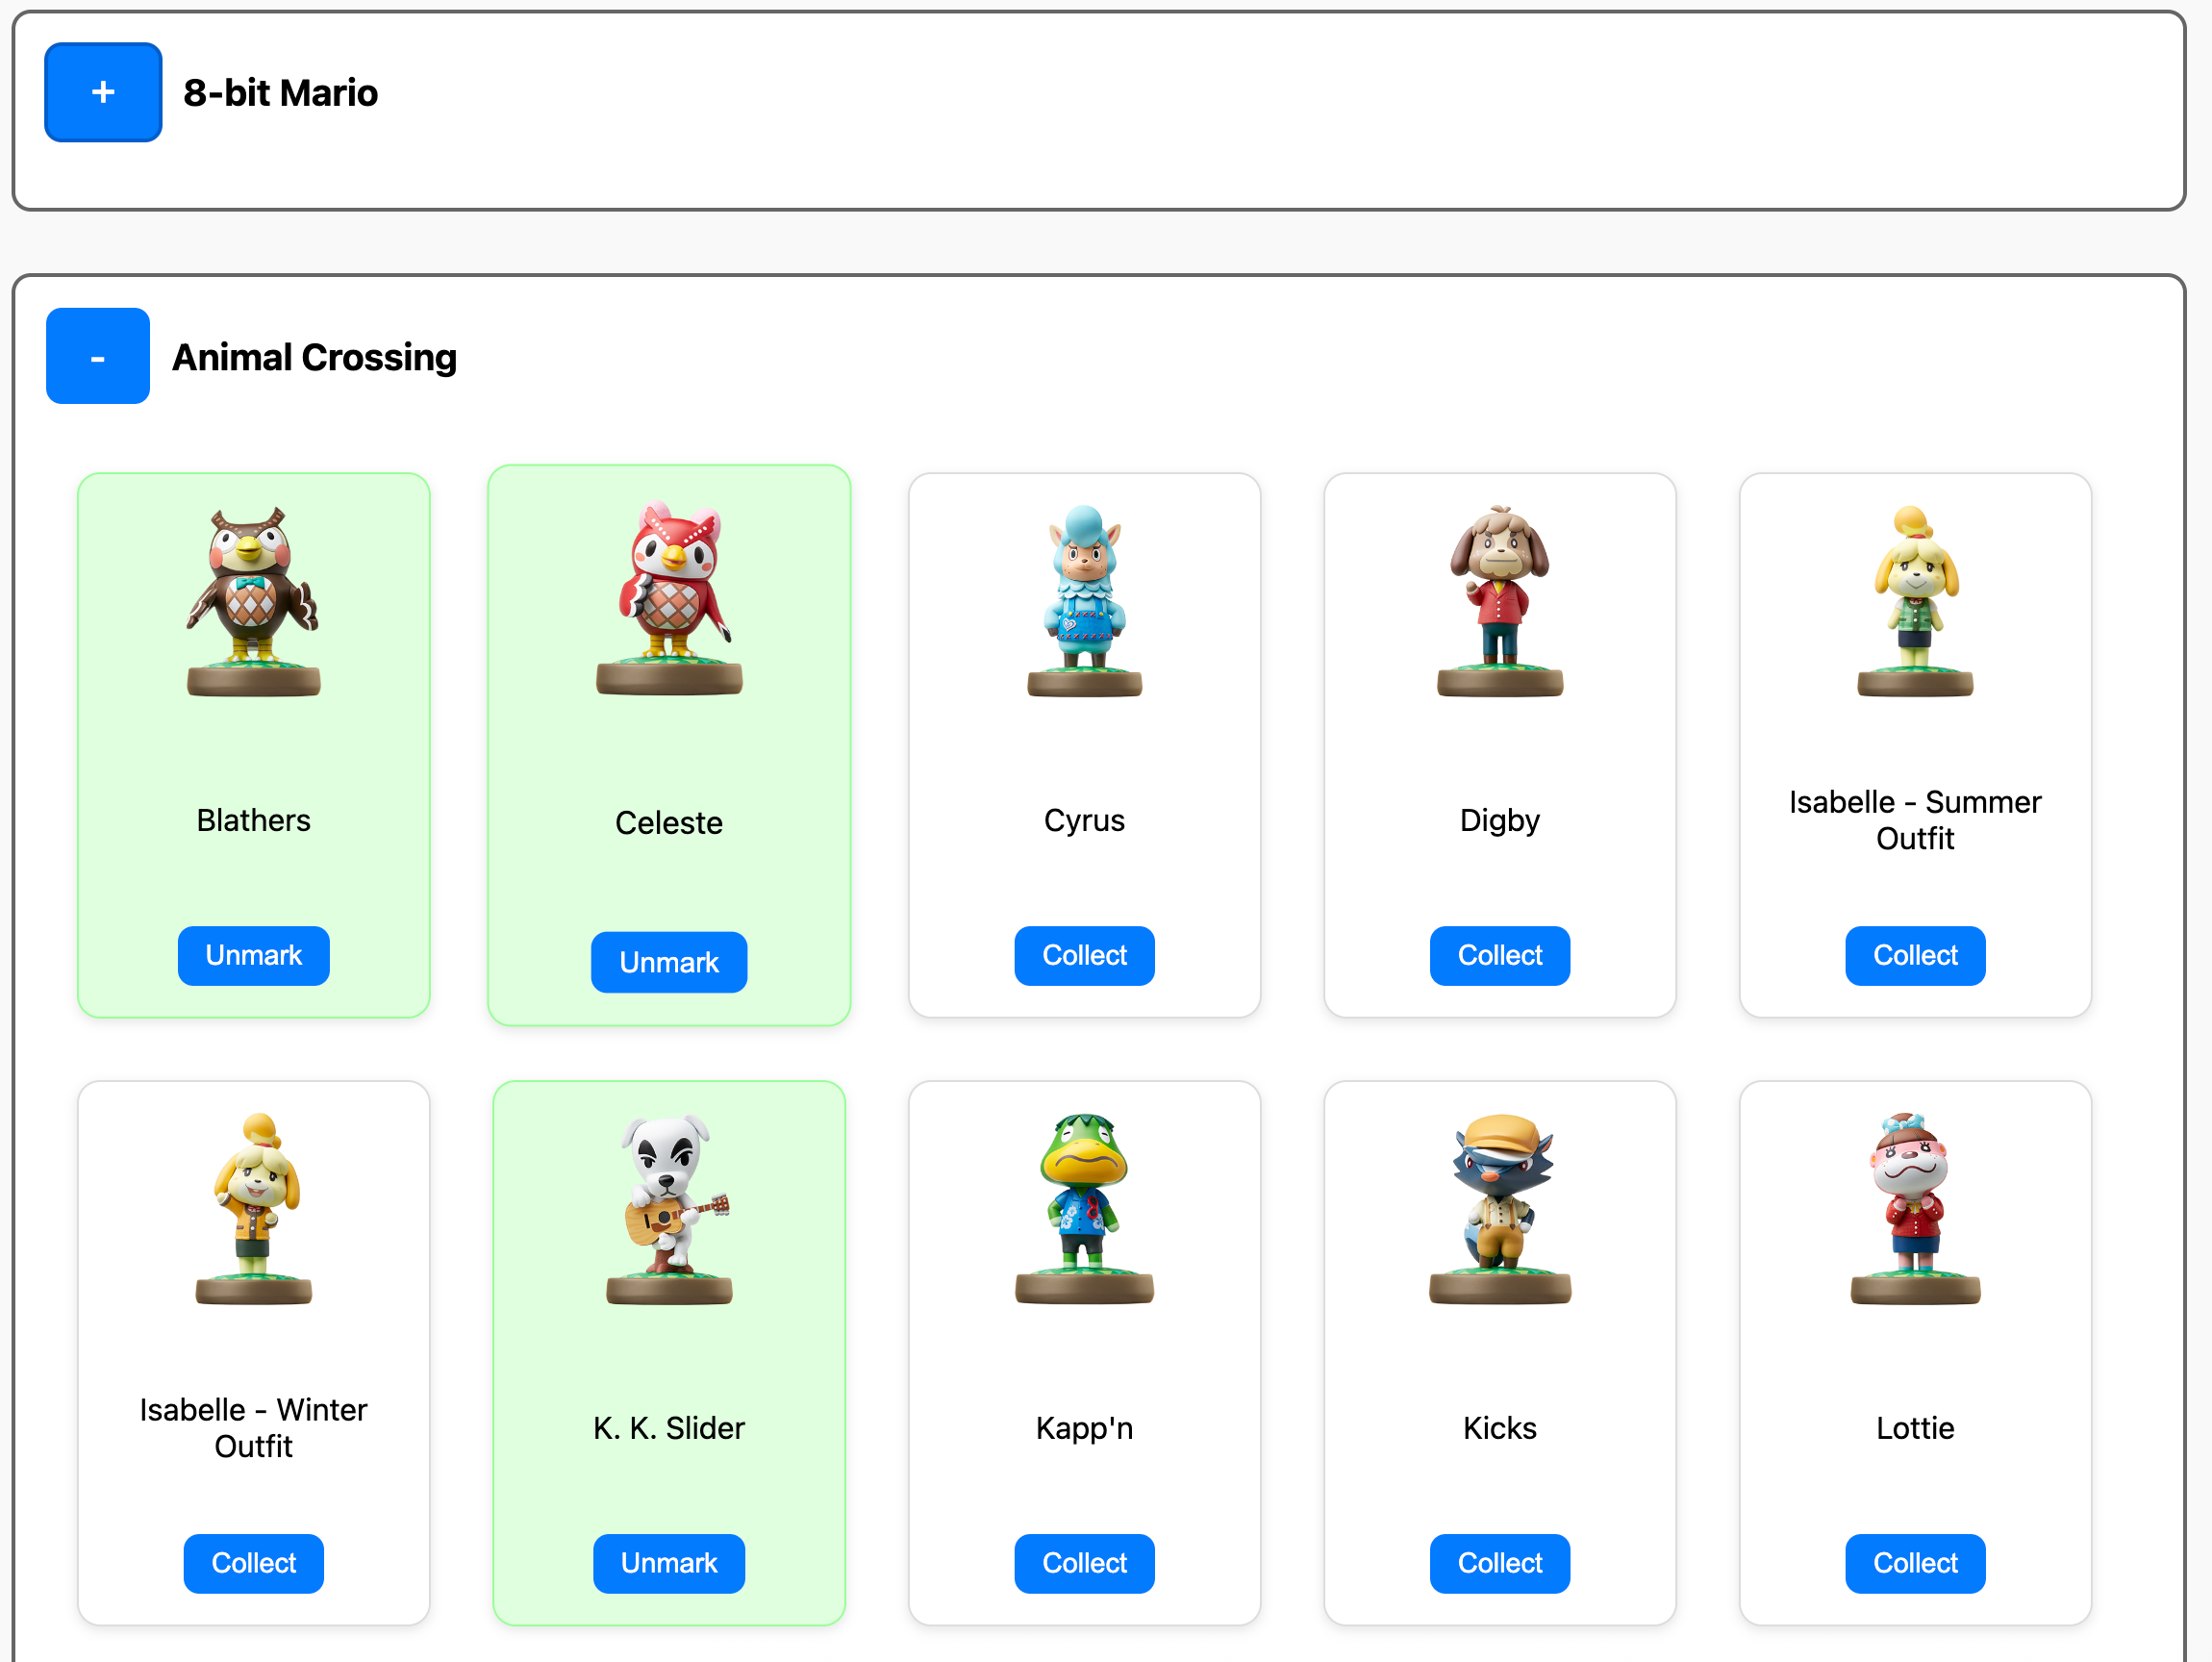 + 8-bit Mario
- Animal Crossing
Blathers
Celeste
Cyrus
Digby
Isabelle - Summer
Outfit
Unmark
Unmark
Collect
Collect
Collect
Isabelle - Winter
Outfit
K. K. Slider
Kapp'n
Kicks
Lottie
Collect
Unmark
Collect
Collect
Collect